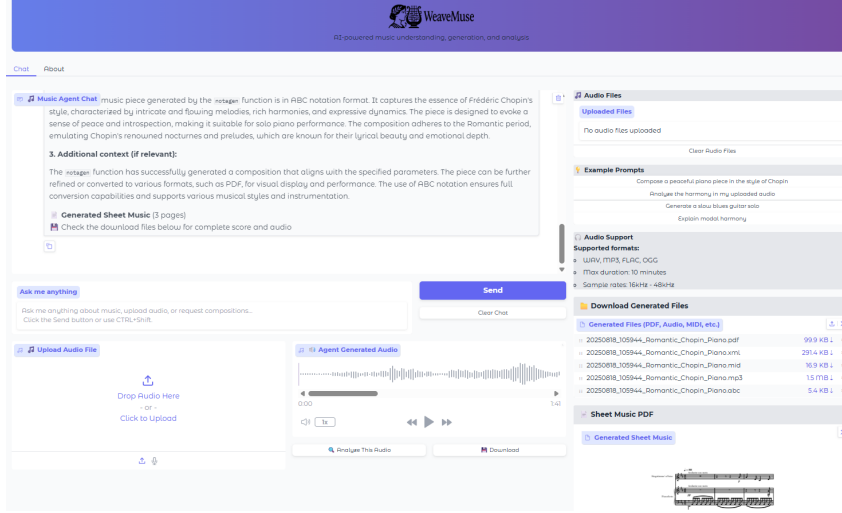 WeaveMuse
AI-powered music understanding, generation, and analysis
Chat
About
Music Agent Chat
music piece generated by the notagen function is in ABC notation format. It captures the essence of Frédéric Chopin's
style, characterized by intricate and flowing melodies, rich harmonies, and expressive dynamics. The piece is designed to evoke a
sense of peace and introspection, making it suitable for solo piano performance. The composition adheres to the Romantic period,
emulating Chopin's renowned nocturnes and preludes, which are known for their lyrical beauty and emotional depth.
3. Additional context (if relevant):
The notagen function has successfully generated a composition that aligns with the specified parameters. The piece can be further
refined or converted to various formats, such as PDF, for visual display and performance. The use of ABC notation ensures full
conversion capabilities and supports various musical styles and instrumentation.
Generated Sheet Music (3 pages)
Check the download files below for complete score and audio
Ask me anything
Ask me anything about music, upload audio, or request compositions...
Click the Send button or use CTRL+Shift.
Send
Clear Chat
Upload Audio File
Drop Audio Here
- or -
Click to Upload
Agent Generated Audio
0:00
1:41
1x
Analyze This Audio
Download
Audio Files
Uploaded Files
No audio files uploaded
Clear Audio Files
Example Prompts
Compose a peaceful piano piece in the style of Chopin
Analyze the harmony in my uploaded audio
Generate a slow blues guitar solo
Explain modal harmony
Audio Support
Supported formats:
WAV, MP3, FLAC, OGG
Max duration: 10 minutes
Sample rates: 16kHz - 48kHz
Download Generated Files
Generated Files (PDF, Audio, MIDI, etc.)
20250818_105944_Romantic_Chopin_Piano.pdf 99.9 KB ↓
20250818_105944_Romantic_Chopin_Piano.xml 291.4 KB ↓
20250818_105944_Romantic_Chopin_Piano.mid 16.9 KB ↓
20250818_105944_Romantic_Chopin_Piano.mp3 1.5 MB ↓
20250818_105944_Romantic_Chopin_Piano.abc 5.4 KB ↓
Sheet Music PDF
Generated Sheet Music